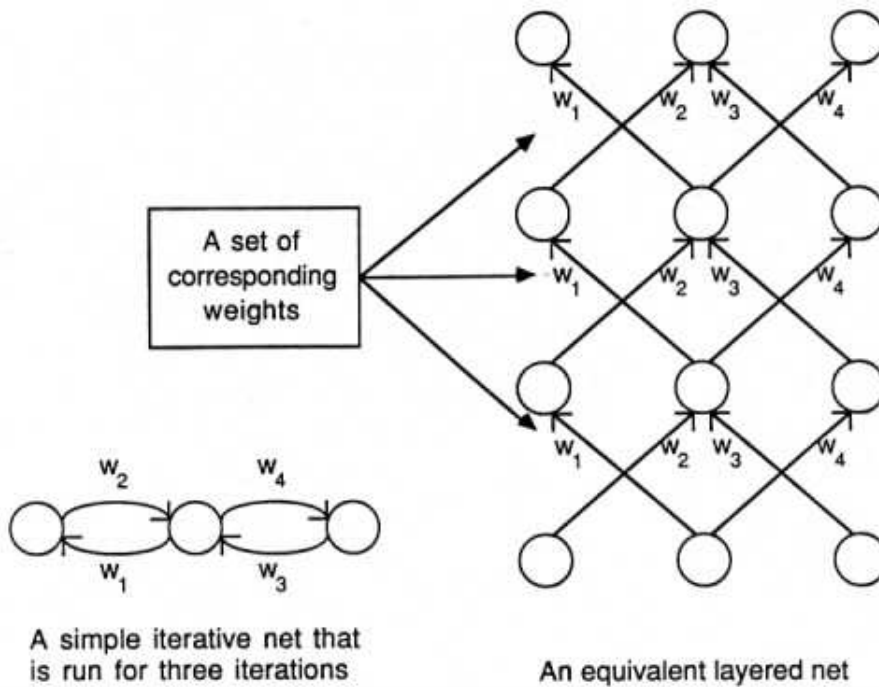 w1
w2
w3
w4
A set of
corresponding
weights
w1
w2
w3
w4
w1
w2
w3
w4
w2
w4
w1
w3
A simple iterative net that
is run for three iterations
An equivalent layered net